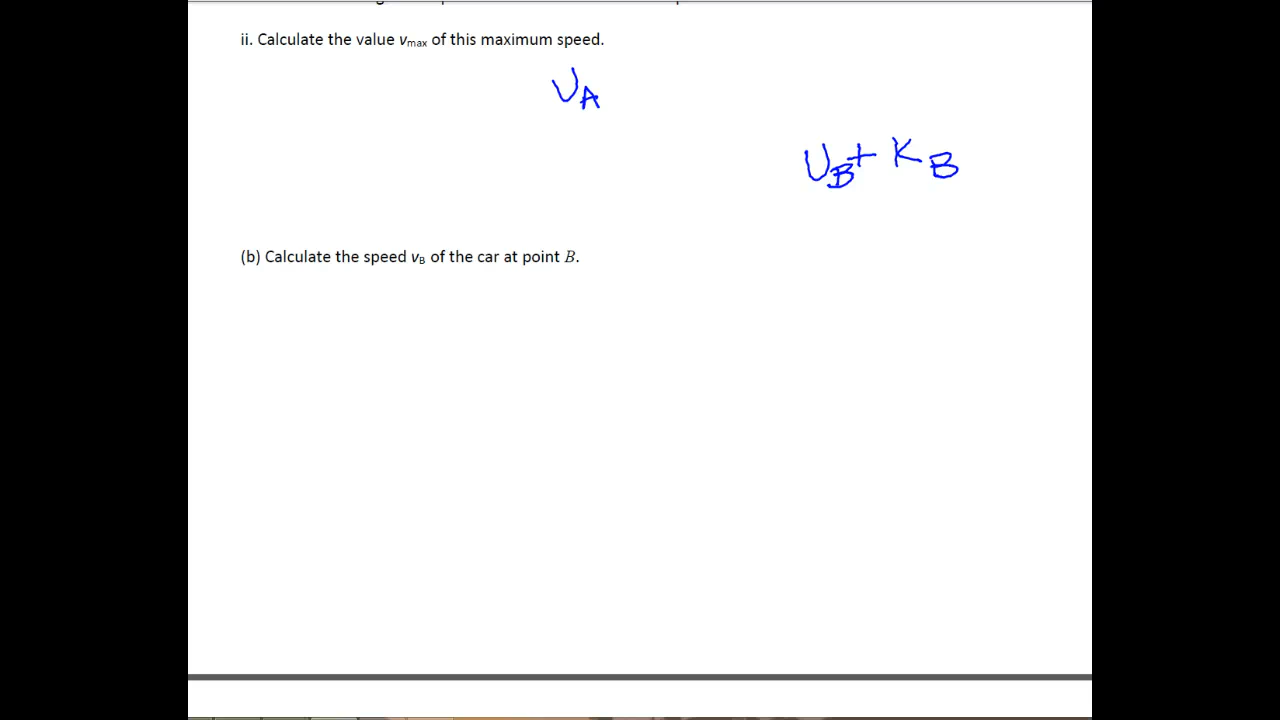 ii. Calculate the value vmax of this maximum speed.
UA
UB + KB
(b) Calculate the speed vB of the car at point B.